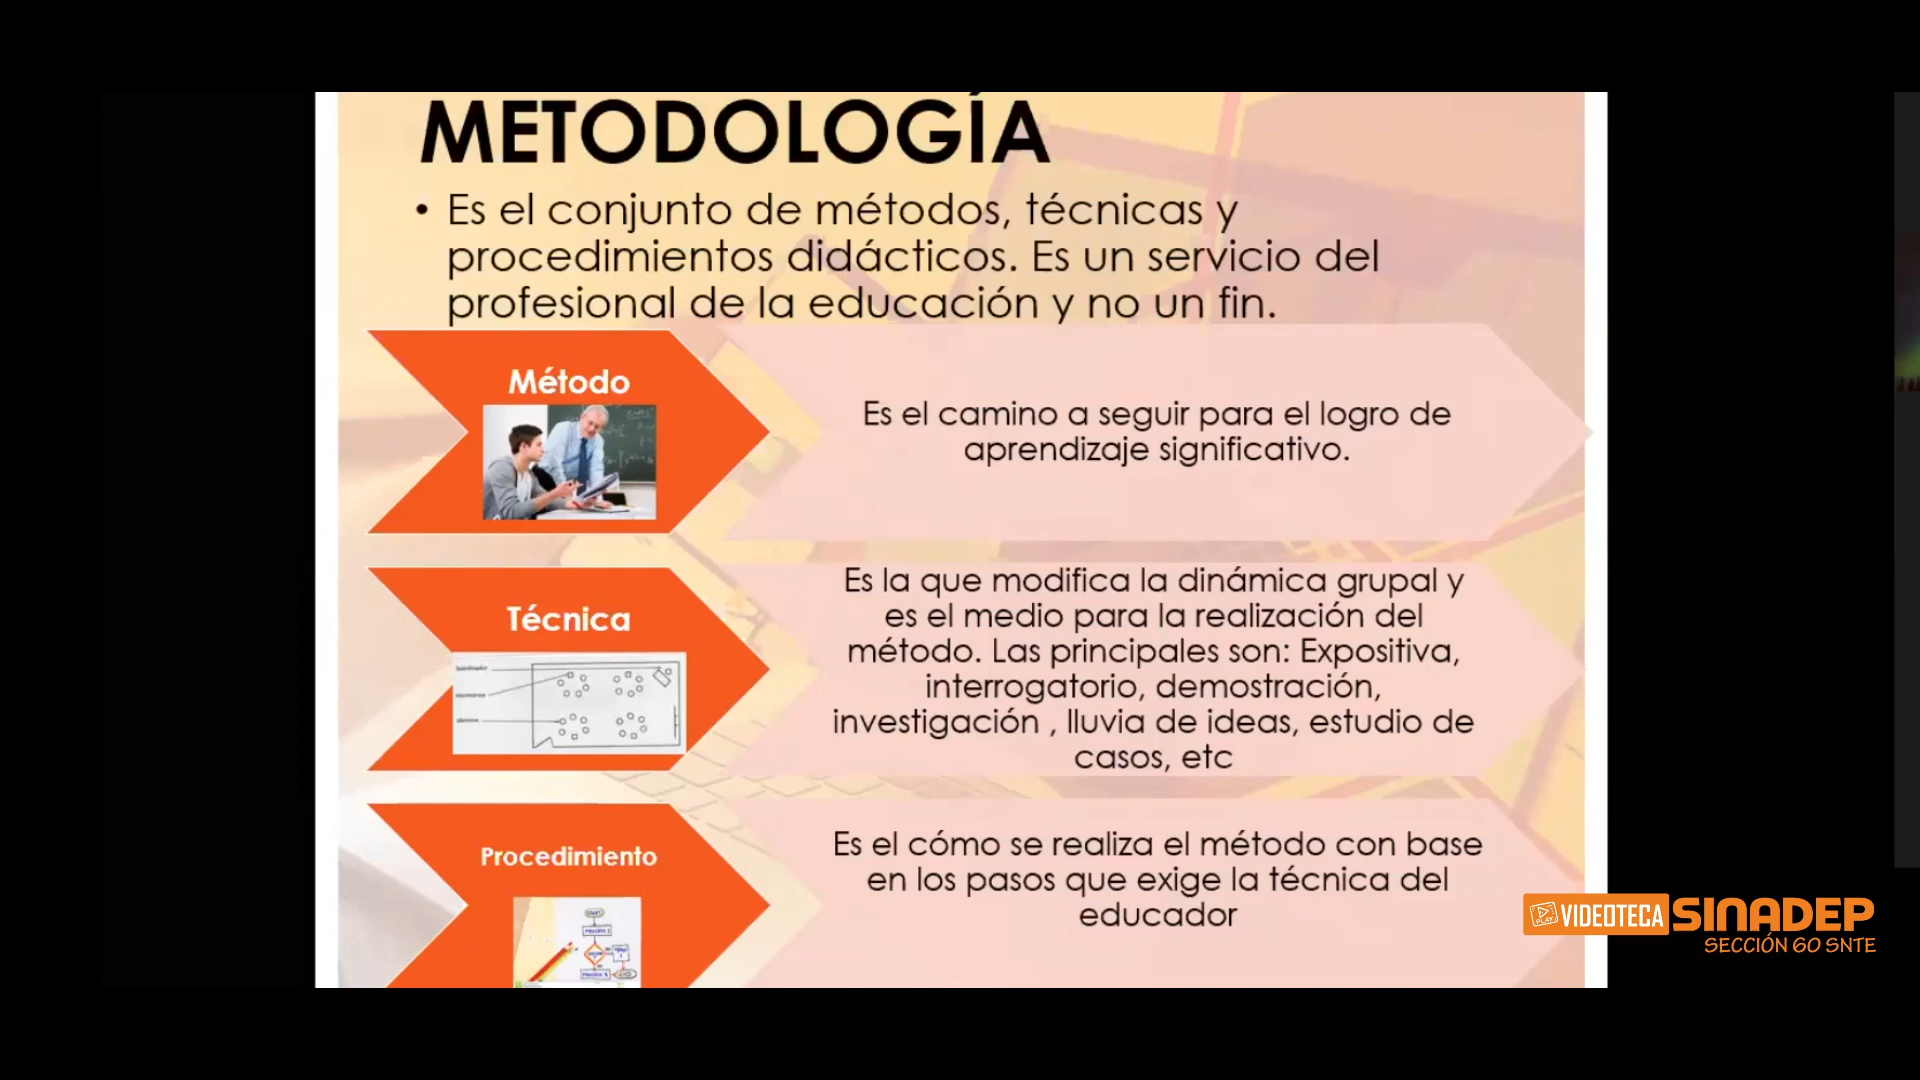 METODOLOGÍA
• Es el conjunto de métodos, técnicas y
procedimientos didácticos. Es un servicio del
profesional de la educación y no un fin.
Método
Es el camino a seguir para el logro de
aprendizaje significativo.
Técnica
Es la que modifica la dinámica grupal y
es el medio para la realización del
método. Las principales son: Expositiva,
interrogatorio, demostración,
investigación , lluvia de ideas, estudio de
casos, etc
Procedimiento
Es el cómo se realiza el método con base
en los pasos que exige la técnica del
educador
PLAY
VIDEOTECA SINADEP
SECCIÓN 60 SNTE